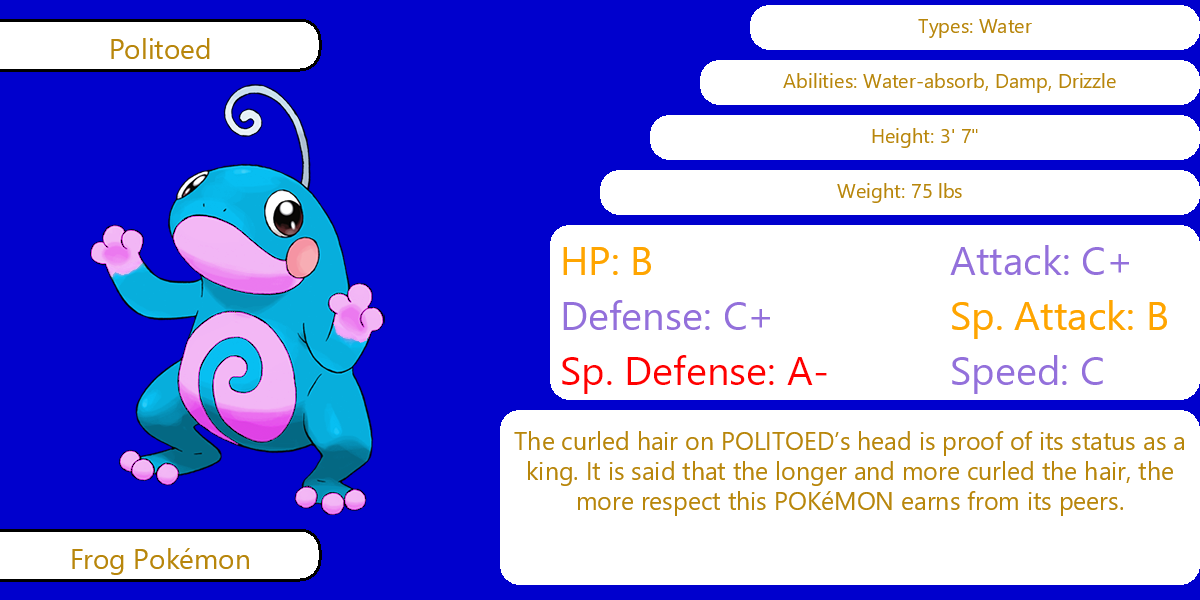 Politoed
Types: Water
Abilities: Water-absorb, Damp, Drizzle
Height: 3' 7"
Weight: 75 lbs
HP: B
Attack: C+
Defense: C+
Sp. Attack: B
Sp. Defense: A-
Speed: C
The curled hair on POLITOED’s head is proof of its status as a
king. It is said that the longer and more curled the hair, the
more respect this POKéMON earns from its peers.
Frog Pokémon